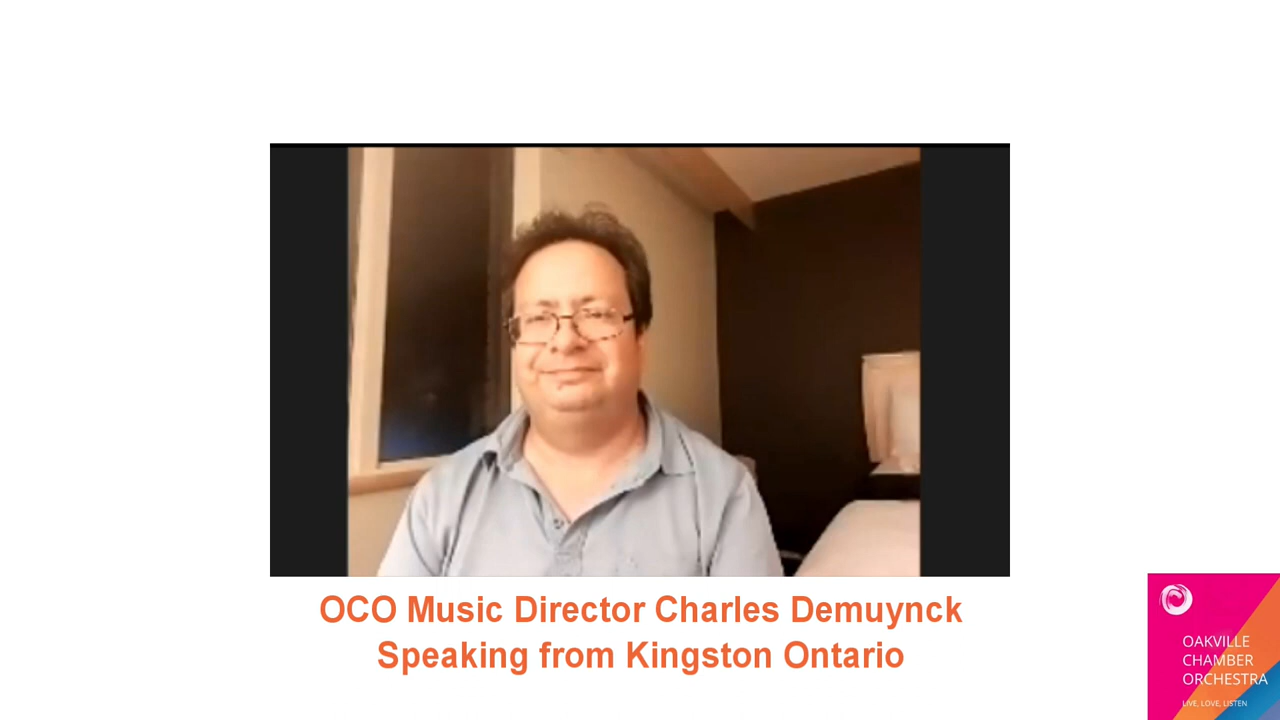 OCO Music Director Charles Demuynck
Speaking from Kingston Ontario
OAKVILLE
CHAMBER
ORCHESTRA
LIVE, LOVE, LISTEN